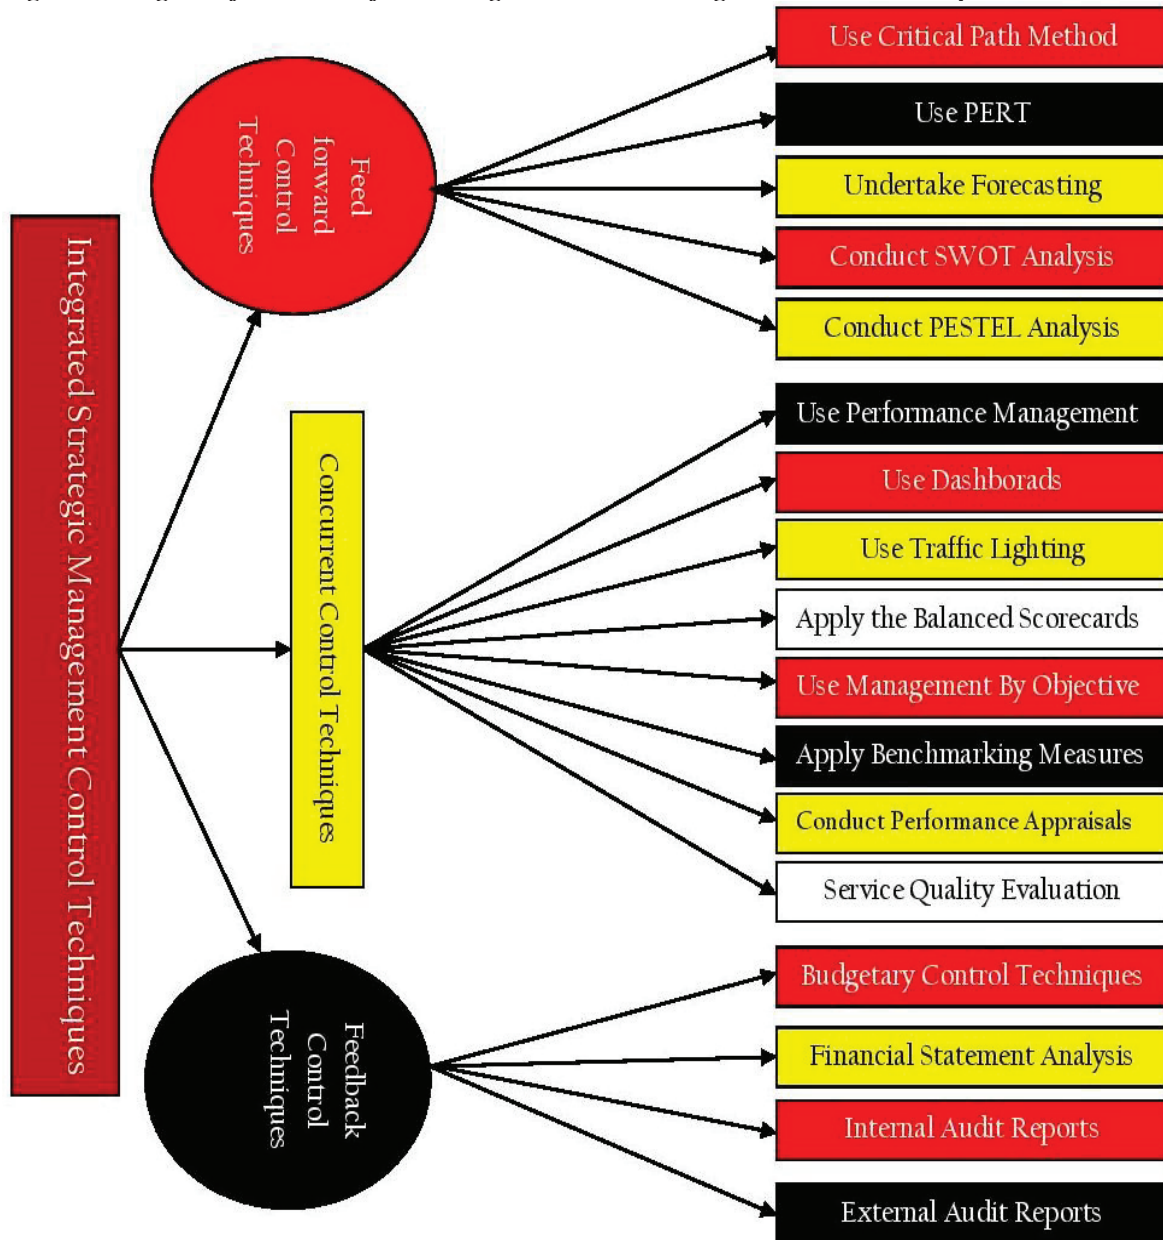 Integrated Strategic Management Control Techniques
Feed
forward
Control
Techniques
Use Critical Path Method
Use PERT
Undertake Forecasting
Conduct SWOT Analysis
Conduct PESTEL Analysis
Concurrent Control Techniques
Use Performance Management
Use Dashborads
Use Traffic Lighting
Apply the Balanced Scorecards
Use Management By Objective
Apply Benchmarking Measures
Conduct Performance Appraisals
Service Quality Evaluation
Feedback
Control
Techniques
Budgetary Control Techniques
Financial Statement Analysis
Internal Audit Reports
External Audit Reports